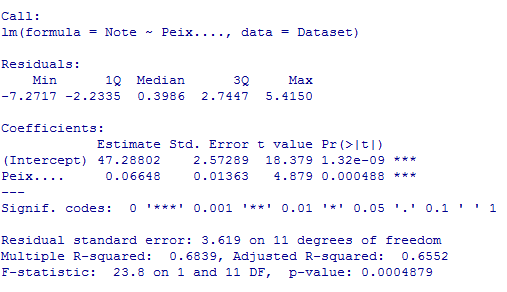 Call:
lm(formula = Note ~ Peix...., data = Dataset)
Residuals:
    Min      1Q  Median      3Q     Max
-7.2717 -2.2335  0.3986  2.7447  5.4150
Coefficients:
            Estimate Std. Error t value Pr(>|t|)
(Intercept) 47.28802    2.57289  18.379 1.32e-09 ***
Peix....     0.06648    0.01363   4.879 0.000488 ***
---
Signif. codes:  0 '***' 0.001 '**' 0.01 '*' 0.05 '.' 0.1 ' ' 1
Residual standard error: 3.619 on 11 degrees of freedom
Multiple R-squared:  0.6839, Adjusted R-squared:  0.6552
F-statistic:  23.8 on 1 and 11 DF,  p-value: 0.0004879